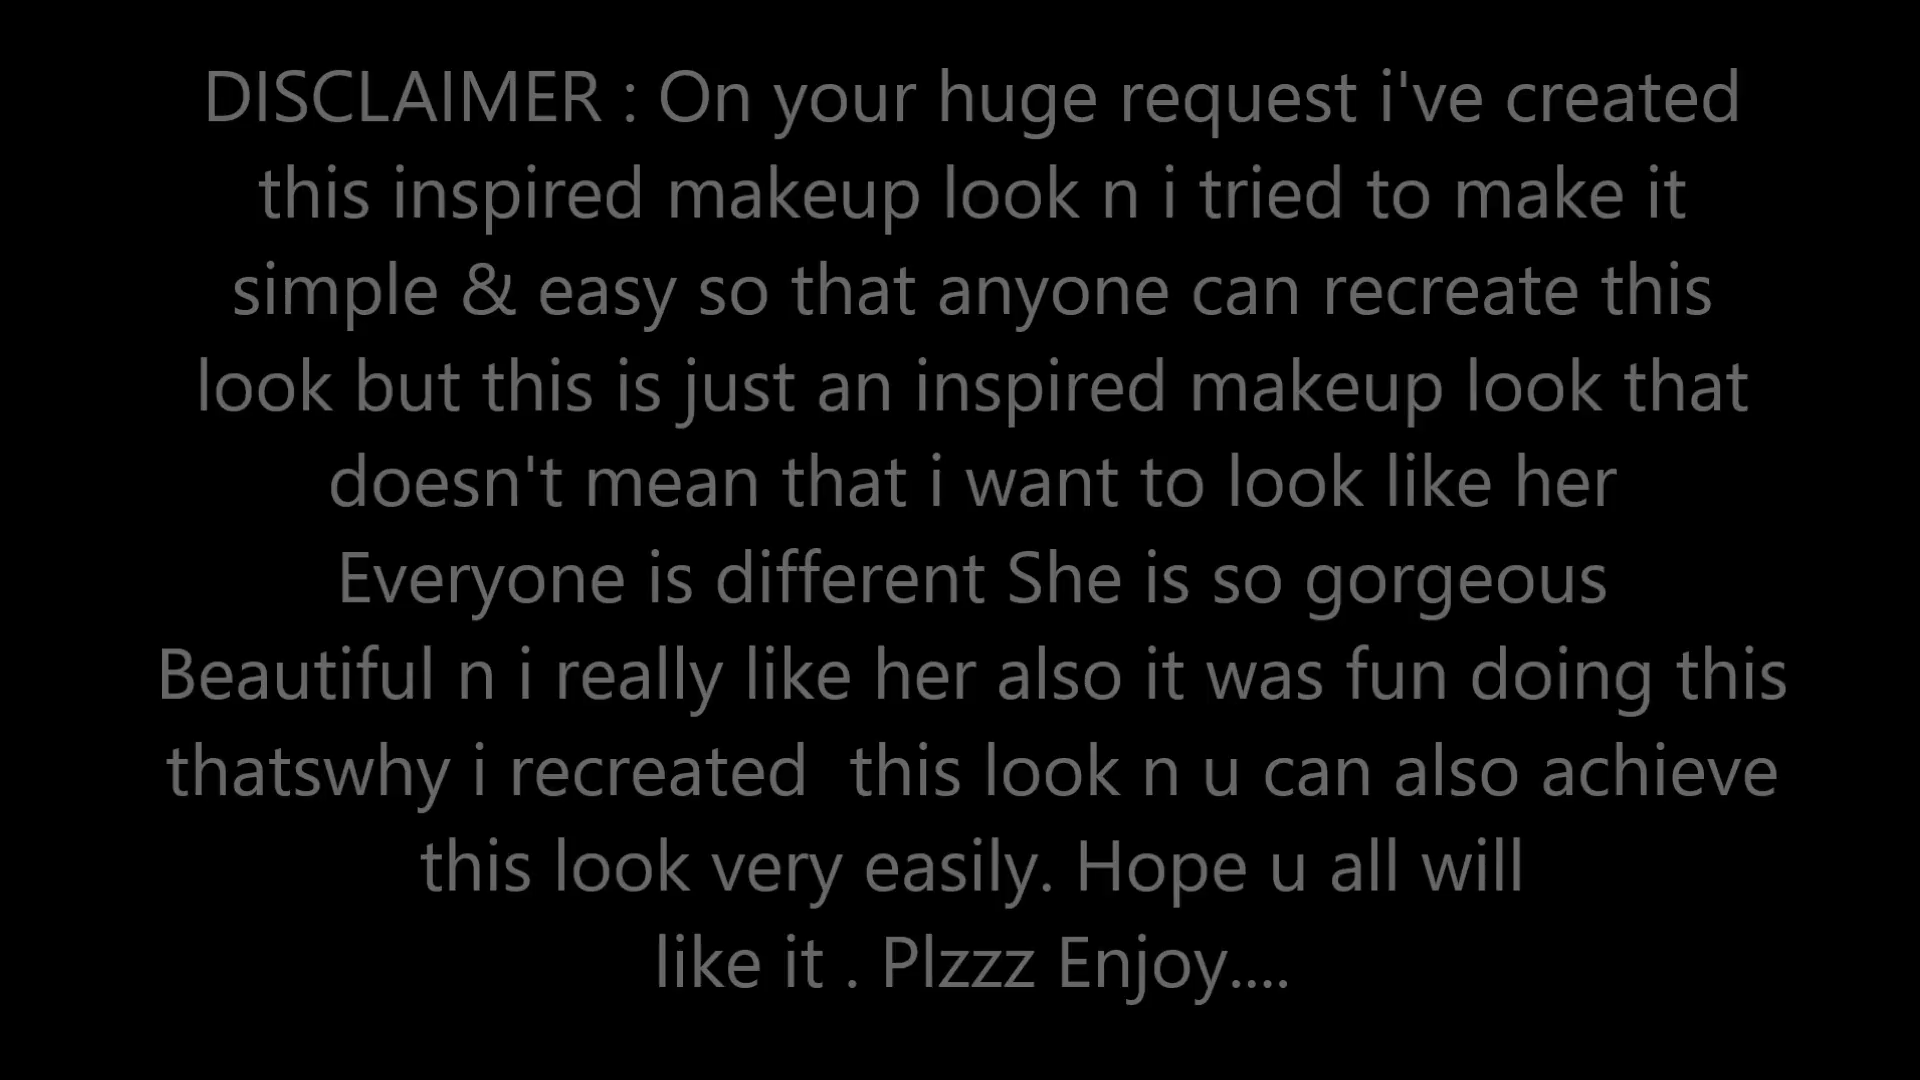 DISCLAIMER : On your huge request i've created
this inspired makeup look n i tried to make it
simple & easy so that anyone can recreate this
look but this is just an inspired makeup look that
doesn't mean that i want to look like her
Everyone is different She is so gorgeous
Beautiful n i really like her also it was fun doing this
thatswhy i recreated  this look n u can also achieve
this look very easily. Hope u all will
like it . Plzzz Enjoy....